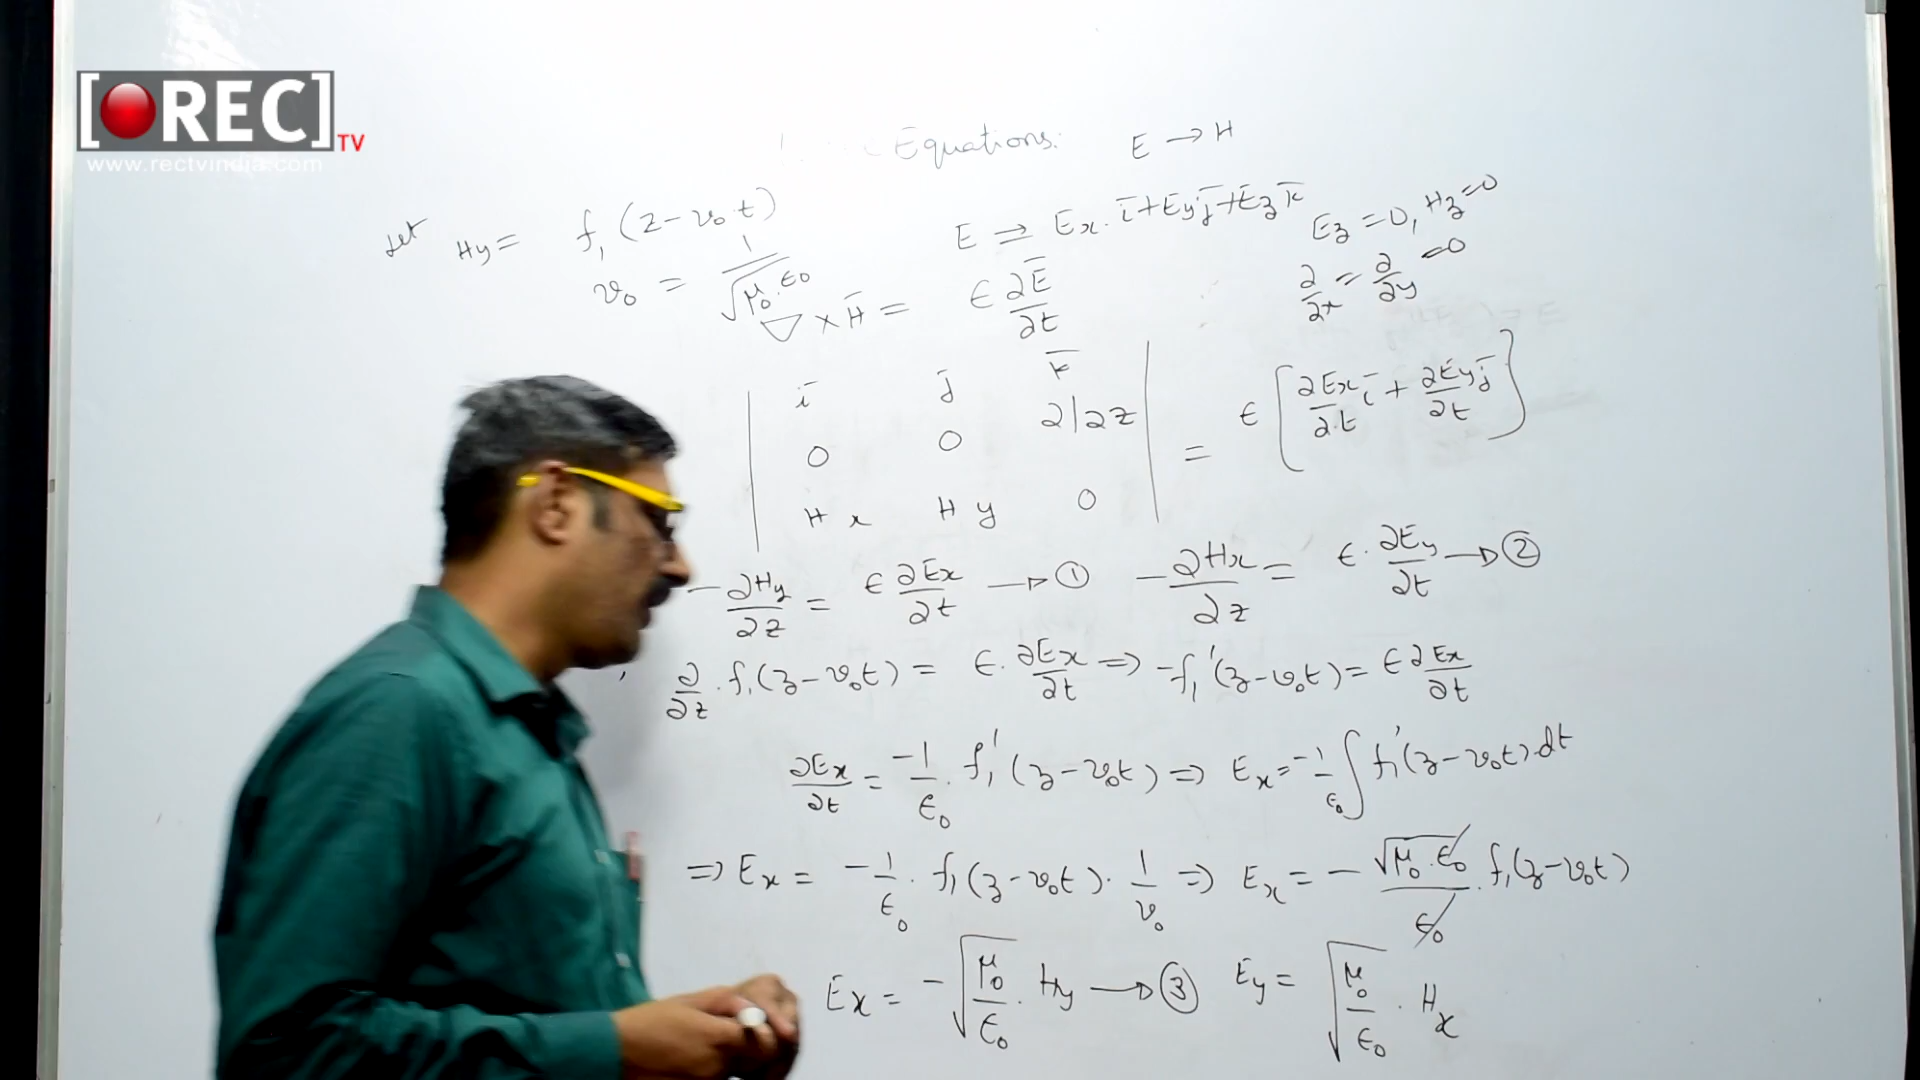 [REC] TV
www.rectvindia.com
Equations: E → H
Let Hy = f₁(z − v₀t)
E ⇒ Ex.i̅ + Eyj̅ + Ezk̅ Ez = 0, Hz = 0
v₀ = 1/√μ₀.ϵ₀
∂/∂x = ∂/∂y = 0
▽ × H̅ = ϵ ∂E̅/∂t
i̅ j̅ k̅
0 0 ∂|∂z = ϵ [∂Ex/∂t i̅ + ∂Ey/∂t j̅]
Hx Hy 0
− ∂Hy/∂z = ϵ ∂Ex/∂t → ① − ∂Hx/∂z = ϵ. ∂Ey/∂t → ②
∂/∂z . f₁(z − v₀t) = ϵ. ∂Ex/∂t ⇒ −f₁′(z − v₀t) = ϵ ∂Ex/∂t
∂Ex/∂t = −1/ϵ₀ . f₁′(z − v₀t) ⇒ Ex = −1/ϵ₀ ∫ f₁′(z − v₀t).dt
⇒ Ex = −1/ϵ₀ . f₁(z − v₀t) . 1/v₀ ⇒ Ex = − √μ₀.ϵ₀/ϵ₀ . f₁(z − v₀t)
Ex = −√μ₀/ϵ₀ . Hy → ③ Ey = √μ₀/ϵ₀ . Hx